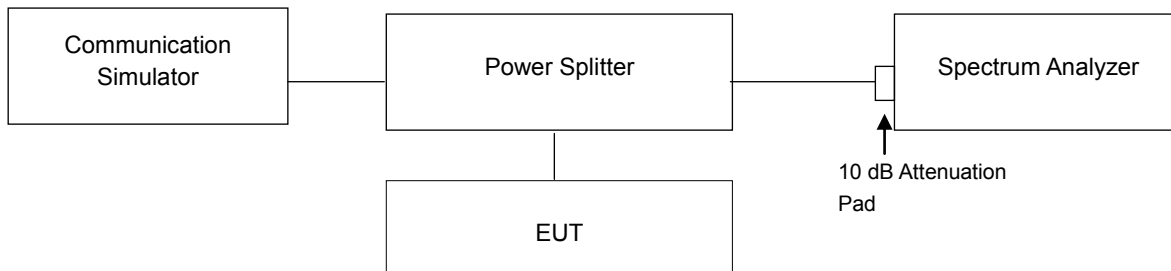 Communication
Simulator
Power Splitter
Spectrum Analyzer
10 dB Attenuation
Pad
EUT